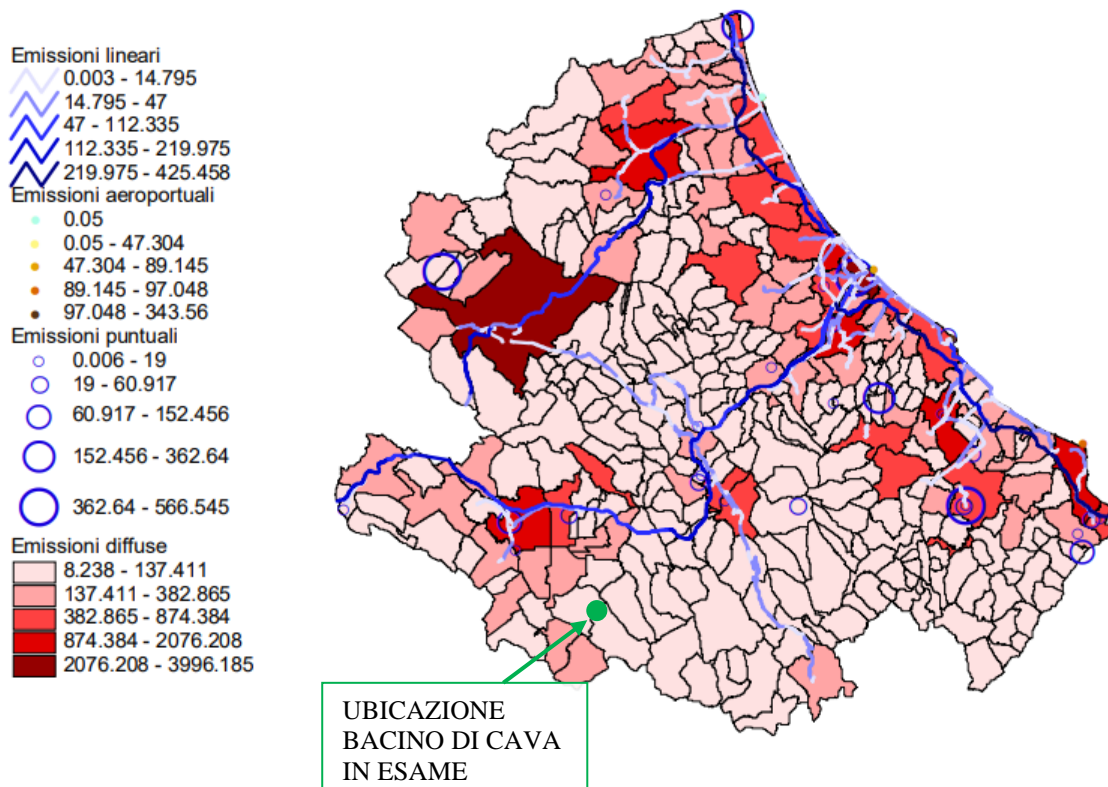 Emissioni lineari
0.003 - 14.795
14.795 - 47
47 - 112.335
112.335 - 219.975
219.975 - 425.458
Emissioni aeroportuali
0.05
0.05 - 47.304
47.304 - 89.145
89.145 - 97.048
97.048 - 343.56
Emissioni puntuali
0.006 - 19
19 - 60.917
60.917 - 152.456
152.456 - 362.64
362.64 - 566.545
Emissioni diffuse
8.238 - 137.411
137.411 - 382.865
382.865 - 874.384
874.384 - 2076.208
2076.208 - 3996.185
UBICAZIONE
BACINO DI CAVA
IN ESAME